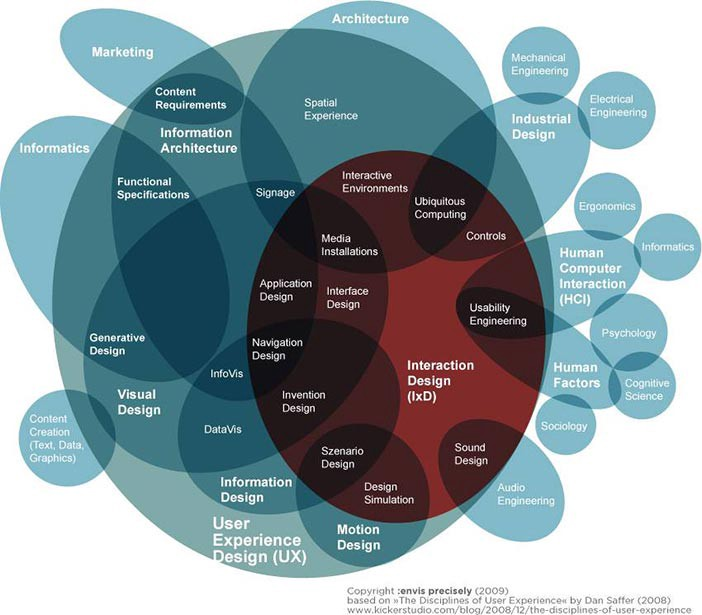 Architecture
Marketing
Mechanical
Engineering
Content
Requirements
Spatial
Experience
Electrical
Engineering
Industrial
Design
Information
Architecture
Informatics
Interactive
Environments
Functional
Specifications
Signage
Ubiquitous
Computing
Ergonomics
Controls
Media
Installations
Informatics
Human
Computer
Interaction
(HCI)
Application
Design
Interface
Design
Usability
Engineering
Psychology
Generative
Design
Navigation
Design
InfoVis
Interaction
Design
(IxD)
Human
Factors
Cognitive
Science
Visual
Design
Invention
Design
Content
Creation
(Text, Data,
Graphics)
DataVis
Sociology
Szenario
Design
Sound
Design
Information
Design
Design
Simulation
Audio
Engineering
User
Experience
Design (UX)
Motion
Design
Copyright :envis precisely (2009)
based on »The Disciplines of User Experience« by Dan Saffer (2008)
www.kickerstudio.com/blog/2008/12/the-disciplines-of-user-experience